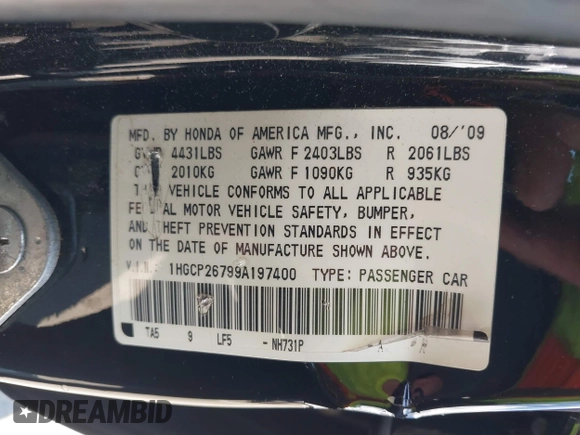 MFD. BY HONDA OF AMERICA MFG., INC. 08/'09
4431LBS GAWR F 2403LBS R 2061LBS
2010KG F 1090KG R 935KG
VEHICLE CONFORMS TO ALL APPLICABLE
MOTOR VEHICLE SAFETY, BUMPER,
AND THEFT PREVENTION STANDARDS IN EFFECT
ON THE DATE OF MANUFACTURE SHOWN ABOVE.
V.I.N.: 1HGCP26799A197400 TYPE: PASSENGER CAR
TA5 9 LF5 - NH731P A R
DREAMBID